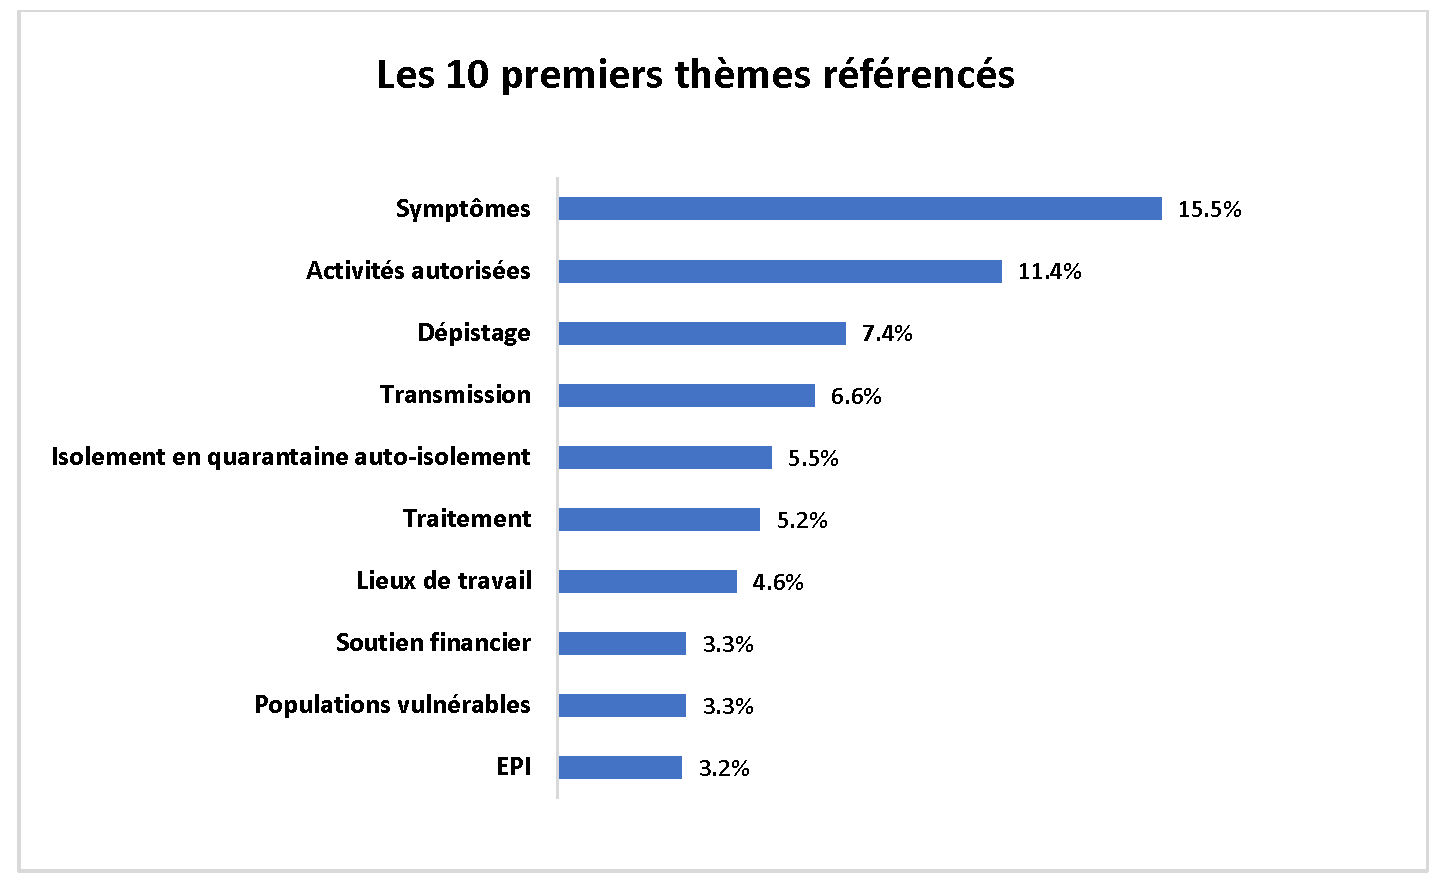 Les 10 premiers thèmes référencés
Symptômes 15.5%
Activités autorisées 11.4%
Dépistage 7.4%
Transmission 6.6%
Isolement en quarantaine auto-isolement 5.5%
Traitement 5.2%
Lieux de travail 4.6%
Soutien financier 3.3%
Populations vulnérables 3.3%
EPI 3.2%